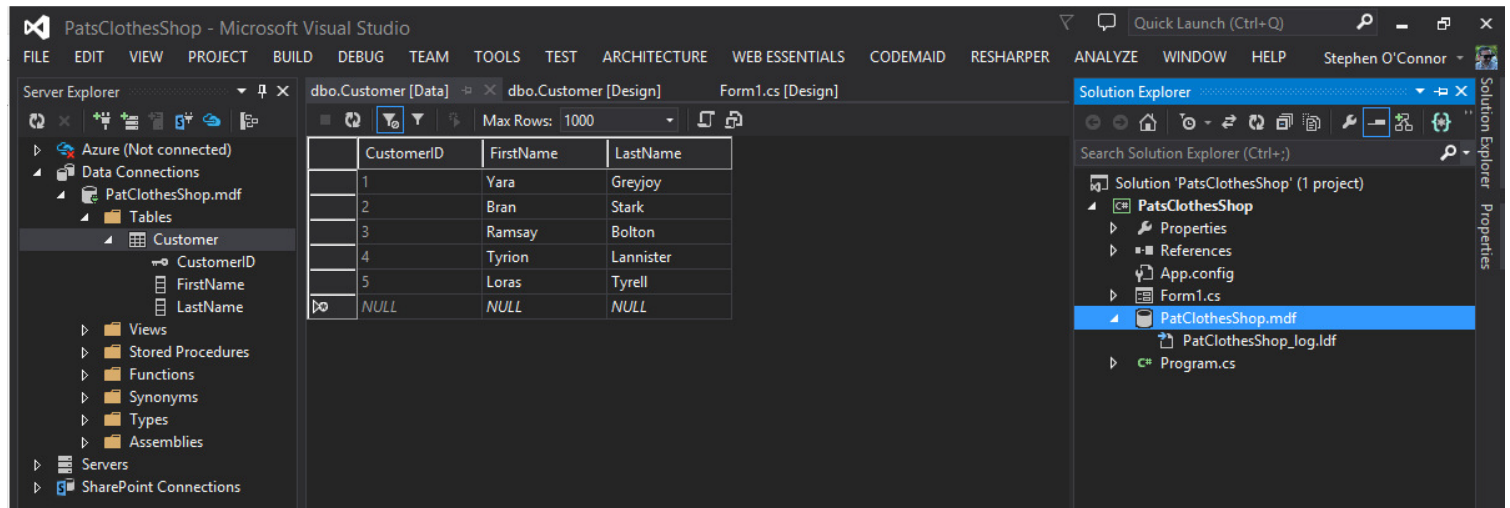 PatsClothesShop - Microsoft Visual Studio
Quick Launch (Ctrl+Q)
FILE EDIT VIEW PROJECT BUILD DEBUG TEAM TOOLS TEST ARCHITECTURE WEB ESSENTIALS CODEMAID RESHARPER ANALYZE WINDOW HELP Stephen O'Connor
Server Explorer
Azure (Not connected)
Data Connections
PatClothesShop.mdf
Tables
Customer
CustomerID
FirstName
LastName
Views
Stored Procedures
Functions
Synonyms
Types
Assemblies
Servers
SharePoint Connections
dbo.Customer [Data] dbo.Customer [Design] Form1.cs [Design]
Max Rows: 1000
CustomerID FirstName LastName
1 Yara Greyjoy
2 Bran Stark
3 Ramsay Bolton
4 Tyrion Lannister
5 Loras Tyrell
NULL NULL NULL
Solution Explorer
Search Solution Explorer (Ctrl+;)
Solution 'PatsClothesShop' (1 project)
C# PatsClothesShop
Properties
References
App.config
Form1.cs
PatClothesShop.mdf
PatClothesShop_log.ldf
C# Program.cs
Solution Explorer
Properties